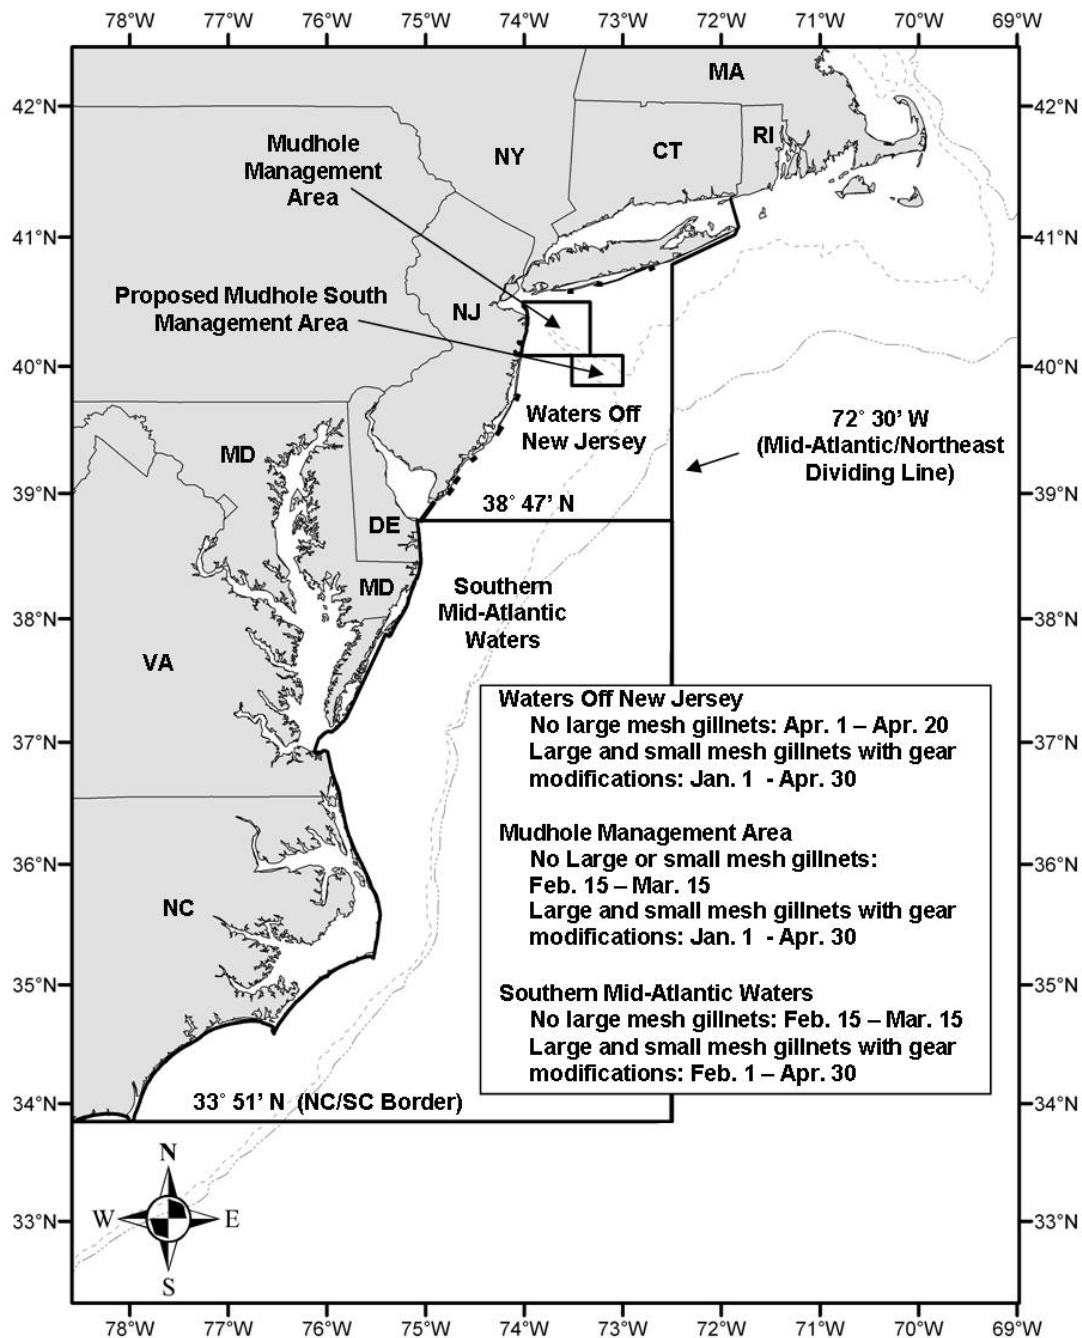 78°W 77°W 76°W 75°W 74°W 73°W 72°W 71°W 70°W 69°W
MA
42°N 42°N
Mudhole
Management
Area
NY
CT
RI
41°N 41°N
Proposed Mudhole South
Management Area
NJ
40°N 40°N
Waters Off
New Jersey
72° 30' W
(Mid-Atlantic/Northeast
Dividing Line)
MD
39°N 39°N
38° 47' N
DE
MD
Southern
Mid-Atlantic
Waters
38°N 38°N
VA
Waters Off New Jersey
No large mesh gillnets: Apr. 1 – Apr. 20
Large and small mesh gillnets with gear
modifications: Jan. 1 - Apr. 30
37°N 37°N
Mudhole Management Area
No Large or small mesh gillnets:
Feb. 15 – Mar. 15
Large and small mesh gillnets with gear
modifications: Jan. 1 - Apr. 30
36°N 36°N
NC
35°N 35°N
Southern Mid-Atlantic Waters
No large mesh gillnets: Feb. 15 – Mar. 15
Large and small mesh gillnets with gear
modifications: Feb. 1 – Apr. 30
34°N 34°N
33° 51' N (NC/SC Border)
N
W E
S
33°N 33°N
78°W 77°W 76°W 75°W 74°W 73°W 72°W 71°W 70°W 69°W